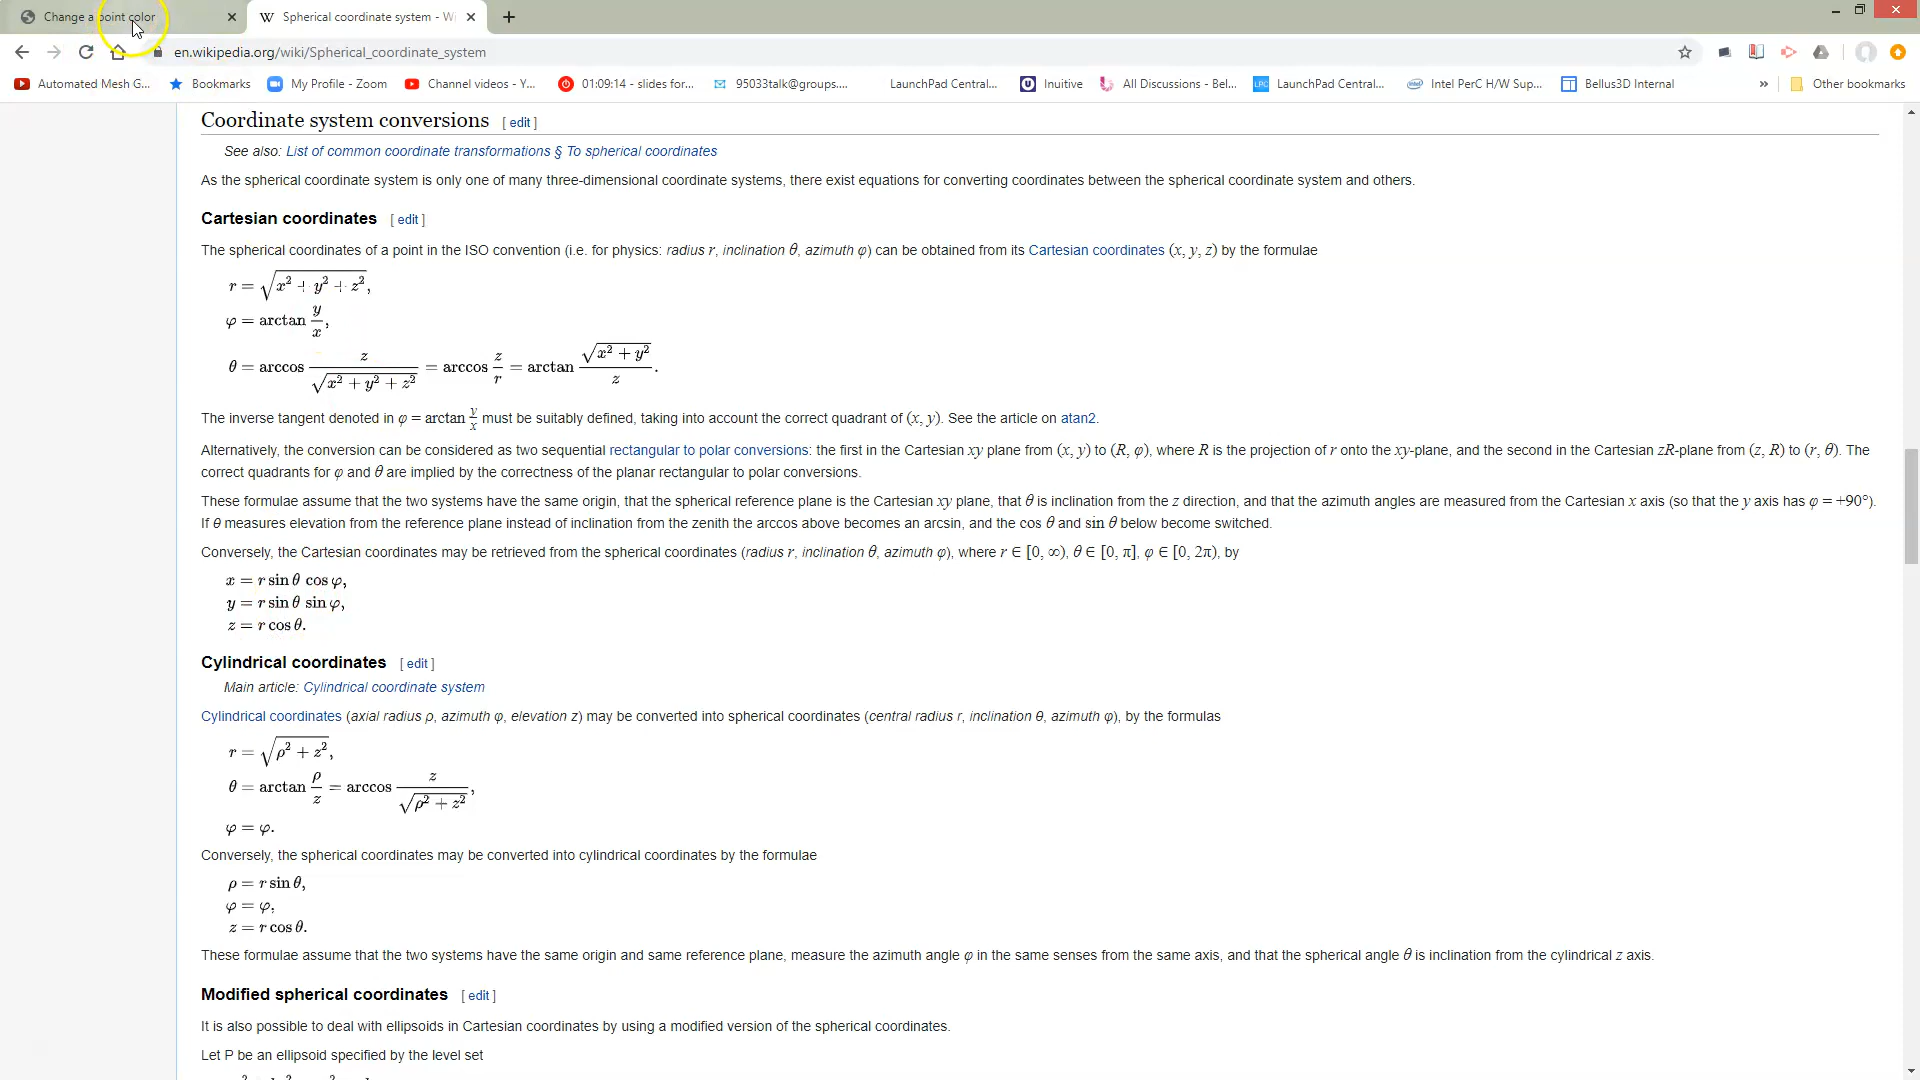 Change a point color
Spherical coordinate system - Wi
en.wikipedia.org/wiki/Spherical_coordinate_system
Automated Mesh G... Bookmarks My Profile - Zoom Channel videos - Y... 01:09:14 - slides for... 95033talk@groups.... LaunchPad Central... Inuitive All Discussions - Bel... LaunchPad Central... Intel PerC H/W Sup... Bellus3D Internal » Other bookmarks
Coordinate system conversions [ edit ]
See also: List of common coordinate transformations § To spherical coordinates
As the spherical coordinate system is only one of many three-dimensional coordinate systems, there exist equations for converting coordinates between the spherical coordinate system and others.
Cartesian coordinates [ edit ]
The spherical coordinates of a point in the ISO convention (i.e. for physics: radius r, inclination θ, azimuth φ) can be obtained from its Cartesian coordinates (x, y, z) by the formulae
r = √(x² + y² + z²),
φ = arctan y/x,
θ = arccos z/√(x² + y² + z²) = arccos z/r = arctan √(x² + y²)/z.
The inverse tangent denoted in φ = arctan y/x must be suitably defined, taking into account the correct quadrant of (x, y). See the article on atan2.
Alternatively, the conversion can be considered as two sequential rectangular to polar conversions: the first in the Cartesian xy plane from (x, y) to (R, φ), where R is the projection of r onto the xy-plane, and the second in the Cartesian zR-plane from (z, R) to (r, θ). The
correct quadrants for φ and θ are implied by the correctness of the planar rectangular to polar conversions.
These formulae assume that the two systems have the same origin, that the spherical reference plane is the Cartesian xy plane, that θ is inclination from the z direction, and that the azimuth angles are measured from the Cartesian x axis (so that the y axis has φ = +90°).
If θ measures elevation from the reference plane instead of inclination from the zenith the arccos above becomes an arcsin, and the cos θ and sin θ below become switched.
Conversely, the Cartesian coordinates may be retrieved from the spherical coordinates (radius r, inclination θ, azimuth φ), where r ∈ [0, ∞), θ ∈ [0, π], φ ∈ [0, 2π), by
x = r sin θ cos φ,
y = r sin θ sin φ,
z = r cos θ.
Cylindrical coordinates [ edit ]
Main article: Cylindrical coordinate system
Cylindrical coordinates (axial radius ρ, azimuth φ, elevation z) may be converted into spherical coordinates (central radius r, inclination θ, azimuth φ), by the formulas
r = √(ρ² + z²),
θ = arctan ρ/z = arccos z/√(ρ² + z²),
φ = φ.
Conversely, the spherical coordinates may be converted into cylindrical coordinates by the formulae
ρ = r sin θ,
φ = φ,
z = r cos θ.
These formulae assume that the two systems have the same origin and same reference plane, measure the azimuth angle φ in the same senses from the same axis, and that the spherical angle θ is inclination from the cylindrical z axis.
Modified spherical coordinates [ edit ]
It is also possible to deal with ellipsoids in Cartesian coordinates by using a modified version of the spherical coordinates.
Let P be an ellipsoid specified by the level set